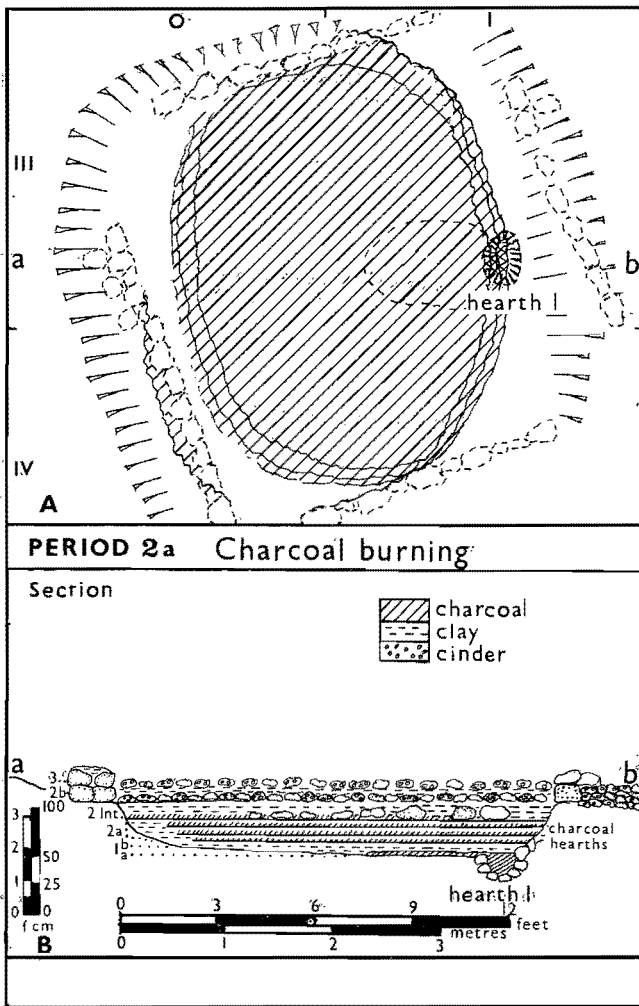 O I
III
a b
hearth I
IV
A
PERIOD 2a Charcoal burning
Section
charcoal
clay
cinder
a b
3
2b
3 100
2 Int.
2a
b
1
a
2 50
1 25
0 0
f cm
charcoal
hearths
hearth I
B
0 3 6 9 12 feet
0 1 2 3 metres